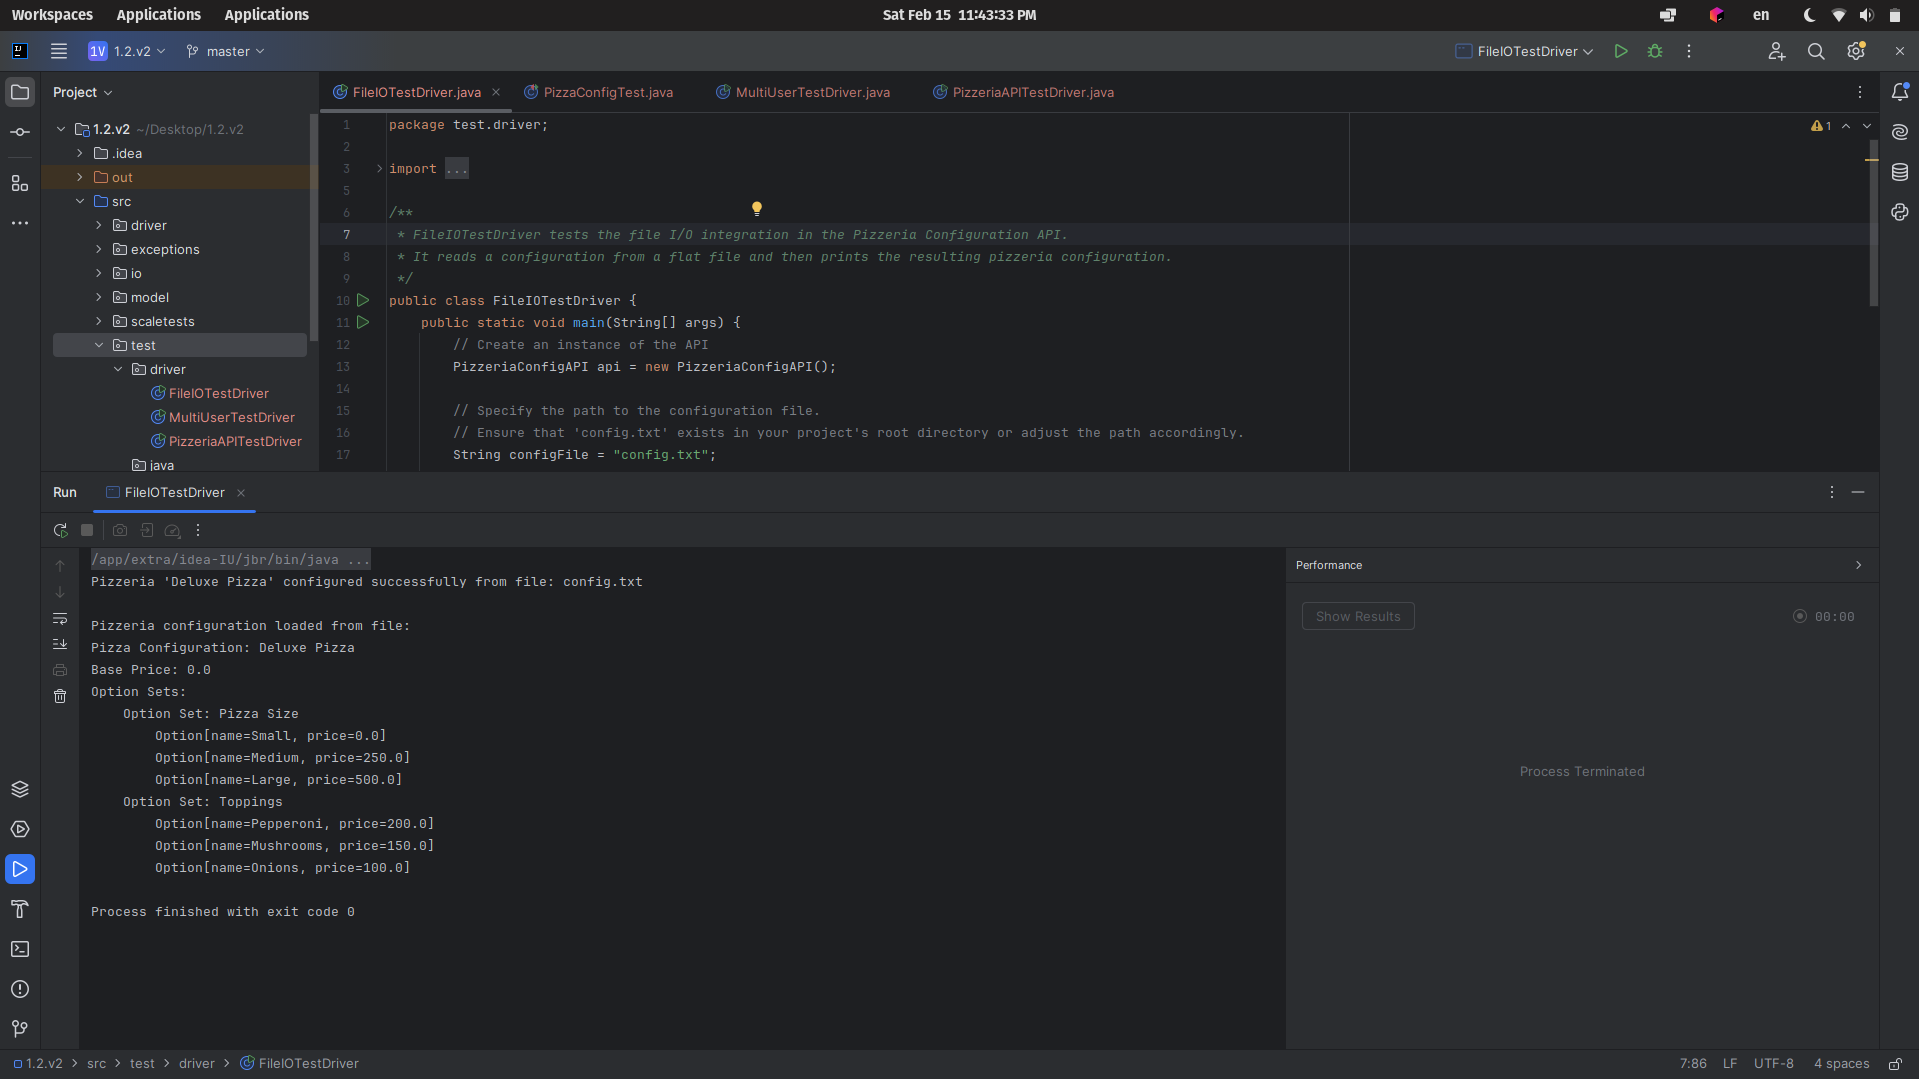 Workspaces Applications Applications Sat Feb 15 11:43:33 PM en
1V 1.2.v2 master FileIOTestDriver
Project
1.2.v2 ~/Desktop/1.2.v2
.idea
out
src
driver
exceptions
io
model
scaletests
test
driver
FileIOTestDriver
MultiUserTestDriver
PizzeriaAPITestDriver
java
FileIOTestDriver.java PizzaConfigTest.java MultiUserTestDriver.java PizzeriaAPITestDriver.java
1 package test.driver;
2
3 import ...
5
6 /**
7 * FileIOTestDriver tests the file I/O integration in the Pizzeria Configuration API.
8 * It reads a configuration from a flat file and then prints the resulting pizzeria configuration.
9 */
10 public class FileIOTestDriver {
11 public static void main(String[] args) {
12 // Create an instance of the API
13 PizzeriaConfigAPI api = new PizzeriaConfigAPI();
14
15 // Specify the path to the configuration file.
16 // Ensure that 'config.txt' exists in your project's root directory or adjust the path accordingly.
17 String configFile = "config.txt";
1
Run FileIOTestDriver
/app/extra/idea-IU/jbr/bin/java ...
Pizzeria 'Deluxe Pizza' configured successfully from file: config.txt
Pizzeria configuration loaded from file:
Pizza Configuration: Deluxe Pizza
Base Price: 0.0
Option Sets:
Option Set: Pizza Size
Option[name=Small, price=0.0]
Option[name=Medium, price=250.0]
Option[name=Large, price=500.0]
Option Set: Toppings
Option[name=Pepperoni, price=200.0]
Option[name=Mushrooms, price=150.0]
Option[name=Onions, price=100.0]
Process finished with exit code 0
Performance
Show Results 00:00
Process Terminated
1.2.v2 > src > test > driver > FileIOTestDriver 7:86 LF UTF-8 4 spaces